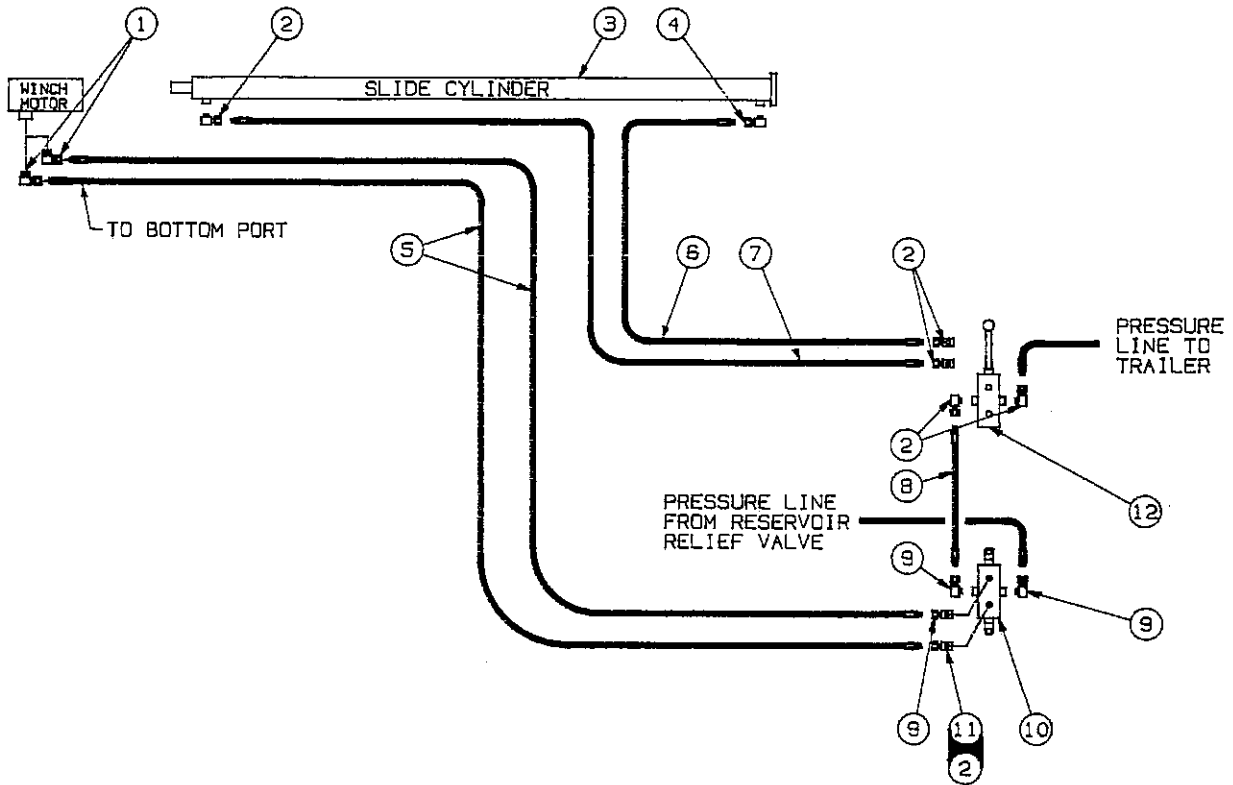 1
2
3
4
WINCH
MOTOR
SLIDE CYLINDER
TO BOTTOM PORT
5
6
7
2
PRESSURE
LINE TO
TRAILER
2
8
12
PRESSURE LINE
FROM RESERVOIR
RELIEF VALVE
9
9
9
11
10
2